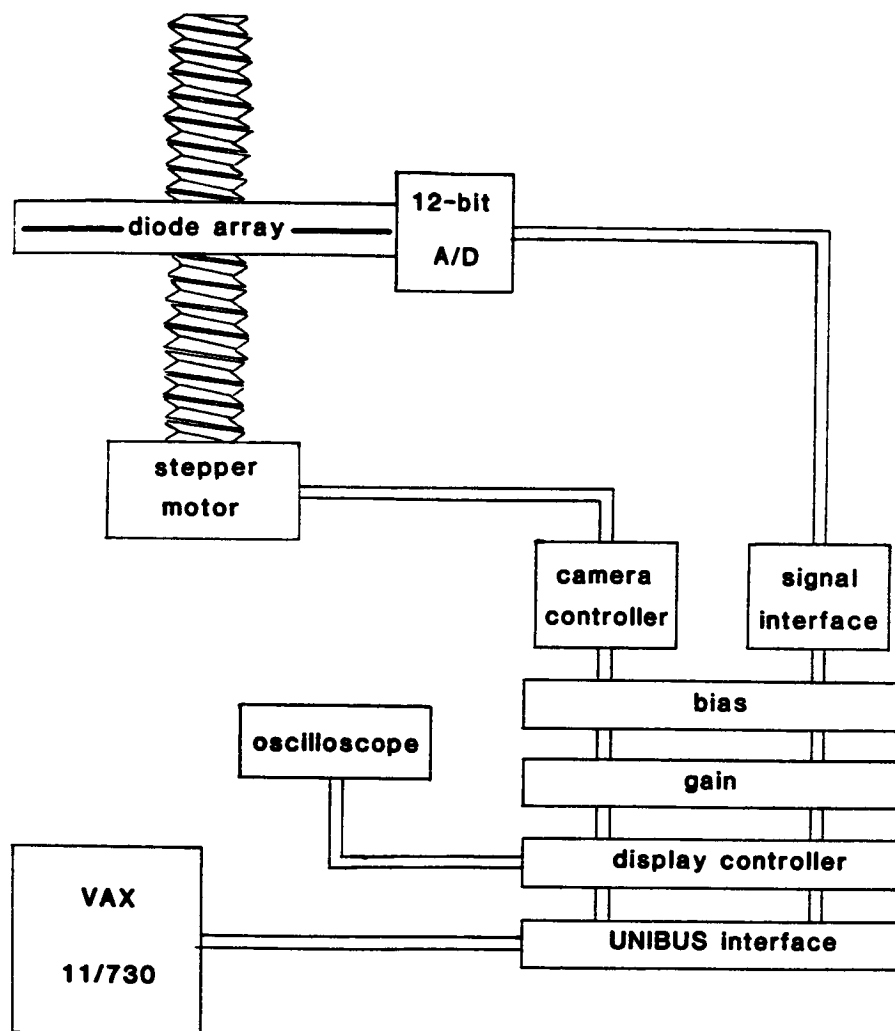 12-bit
A/D
diode array
stepper
motor
camera
controller
signal
interface
bias
oscilloscope
gain
display controller
VAX
11/730
UNIBUS interface